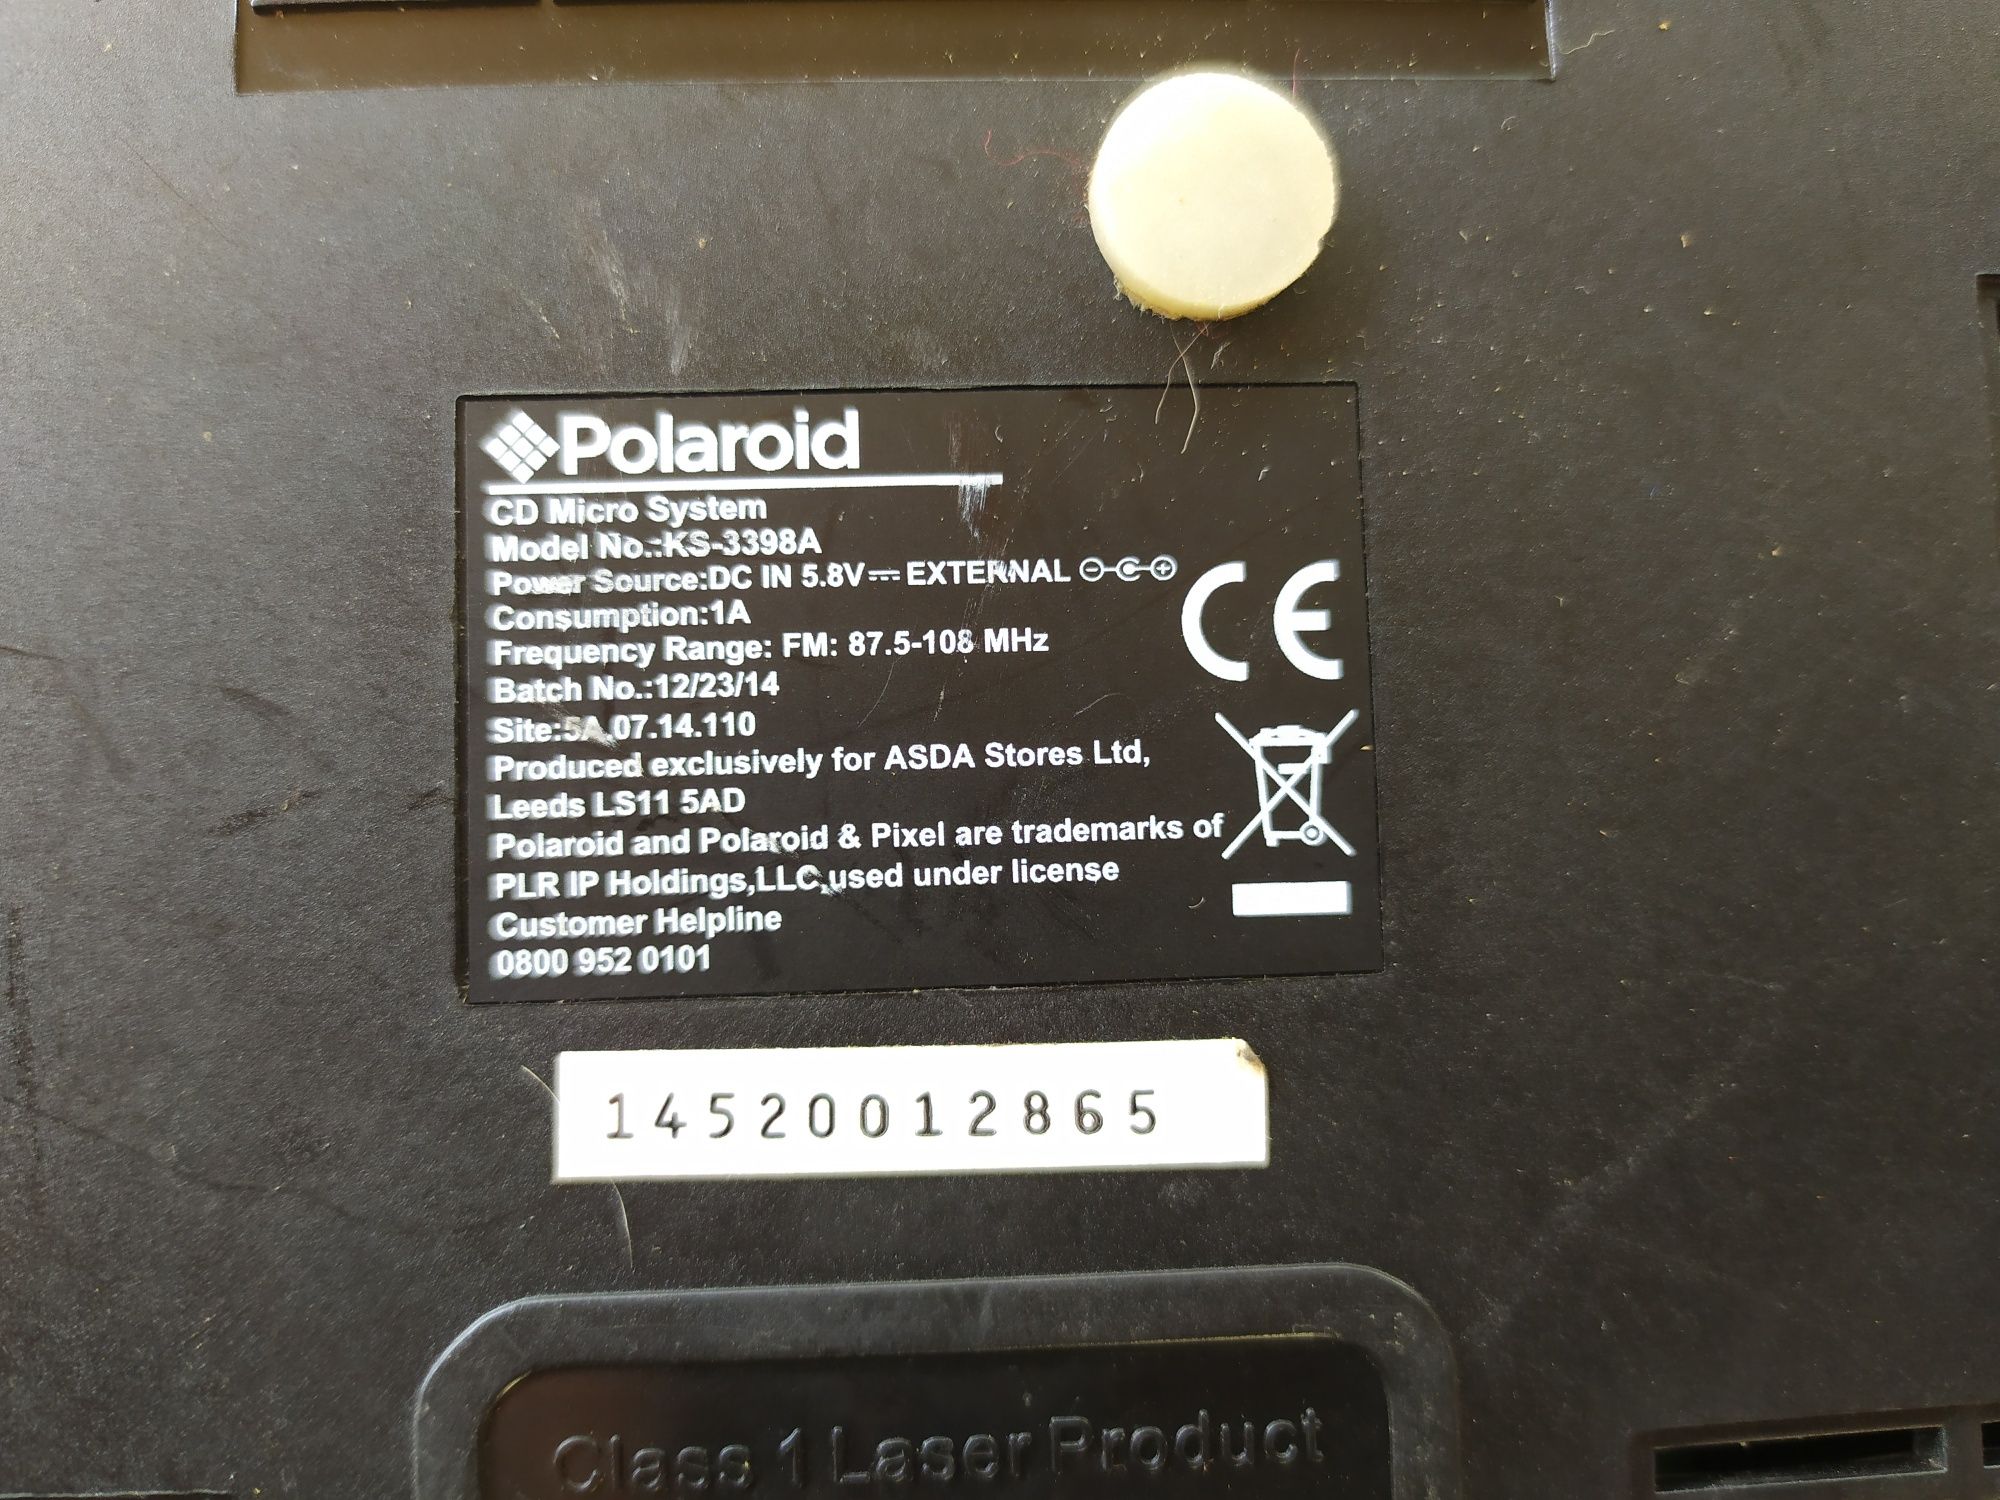 Polaroid
CD Micro System
Model No.:KS-3398A
Power Source:DC IN 5.8V⎓EXTERNAL
Consumption:1A
Frequency Range: FM: 87.5-108 MHz
Batch No.:12/23/14
Site:5A.07.14.110
Produced exclusively for ASDA Stores Ltd,
Leeds LS11 5AD
Polaroid and Polaroid & Pixel are trademarks of
PLR IP Holdings,LLC,used under license
Customer Helpline
0800 952 0101
CE
14520012865
Class 1 Laser Product